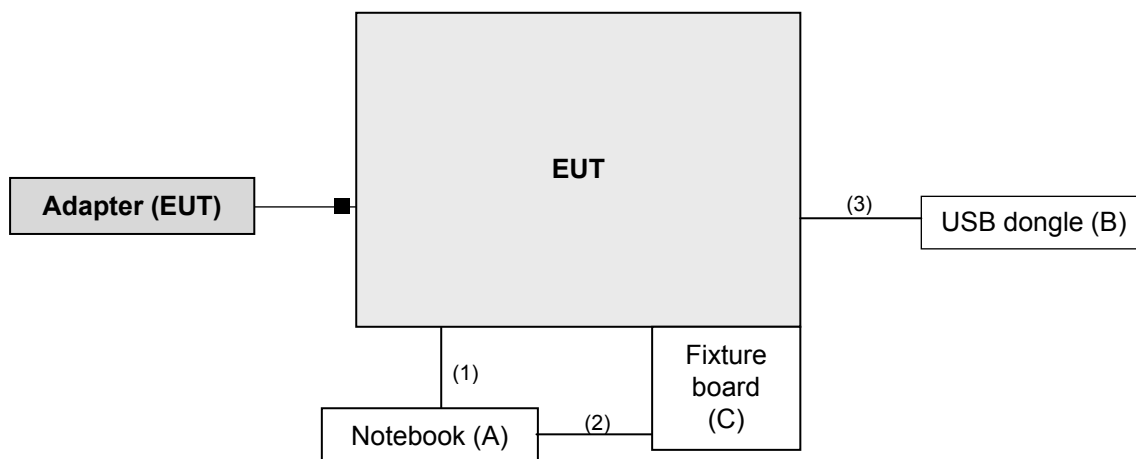 EUT
Adapter (EUT)
(3)
USB dongle (B)
(1)
Fixture
board
(C)
(2)
Notebook (A)